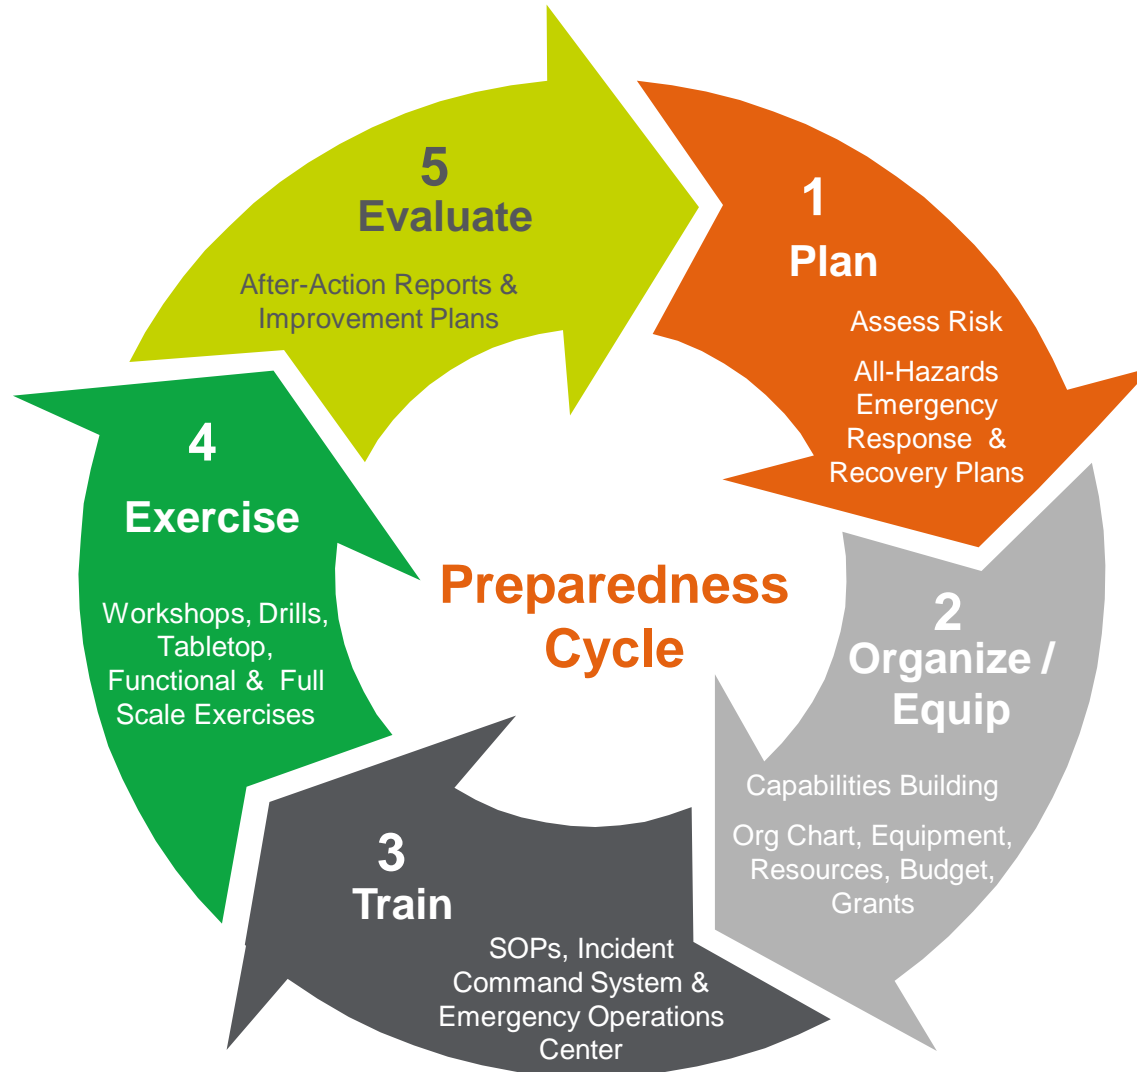 5
Evaluate
After-Action Reports &
Improvement Plans
1
Plan
Assess Risk
All-Hazards
Emergency
Response & 
Recovery Plans
2
Organize /
Equip
Capabilities Building
Org Chart, Equipment,
Resources, Budget,
Grants
3
Train
SOPs, Incident
Command System &
Emergency Operations
Center
4
Exercise
Workshops, Drills,
Tabletop,
Functional & Full
Scale Exercises
Preparedness
Cycle